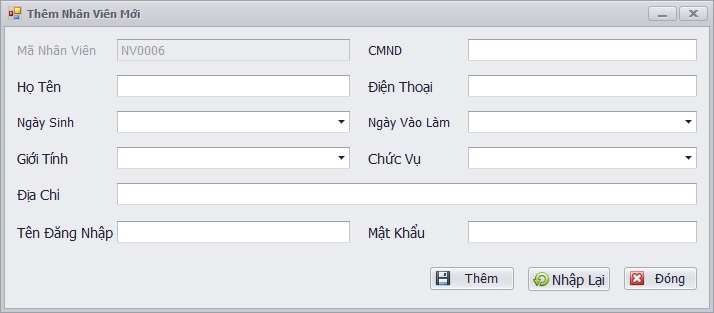 Thêm Nhân Viên Mới
Mã Nhân Viên NV0006 CMND
Họ Tên Điện Thoại
Ngày Sinh Ngày Vào Làm
Giới Tính Chức Vụ
Địa Chỉ
Tên Đăng Nhập Mật Khẩu
Thêm Nhập Lại Đóng